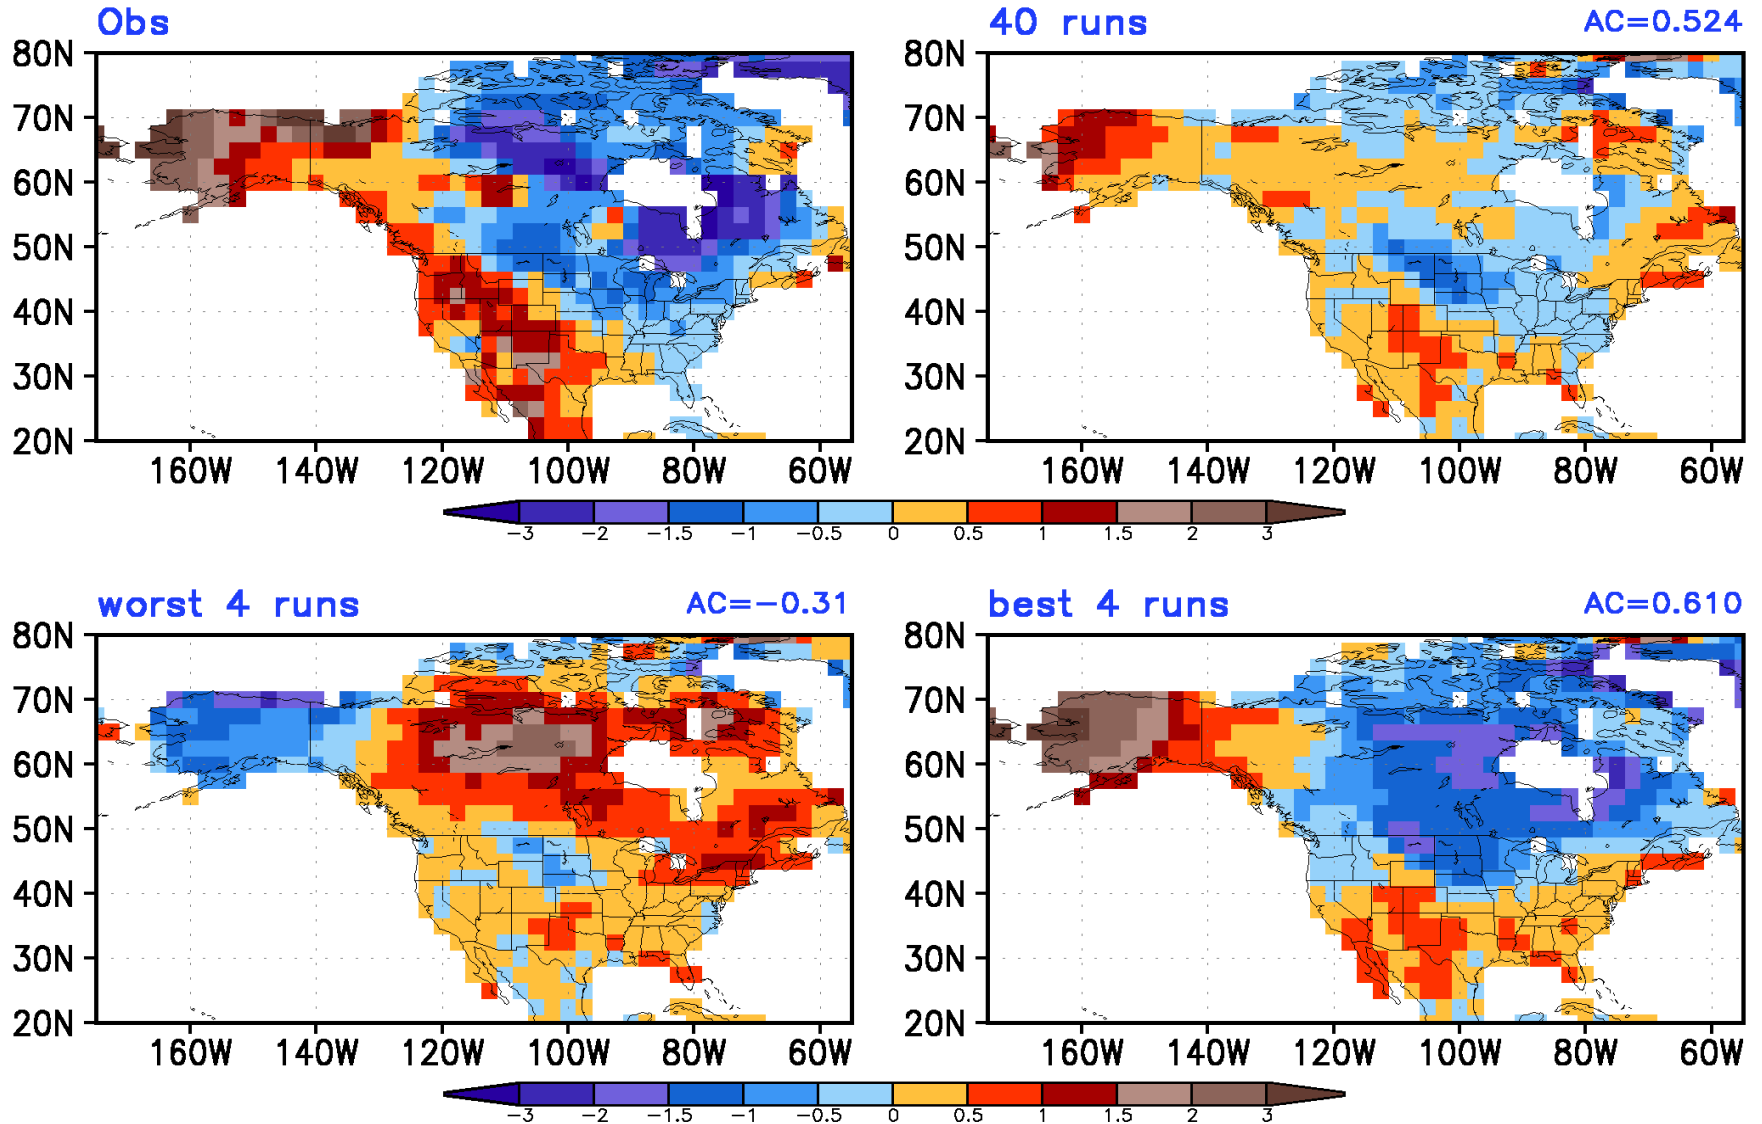 Obs
40 runs AC=0.524
80N 80N
70N 70N
60N 60N
50N 50N
40N 40N
30N 30N
20N 20N
160W 140W 120W 100W 80W 60W 160W 140W 120W 100W 80W 60W
-3 -2 -1.5 -1 -0.5 0 0.5 1 1.5 2 3
worst 4 runs AC=-0.31
best 4 runs AC=0.610
80N 80N
70N 70N
60N 60N
50N 50N
40N 40N
30N 30N
20N 20N
160W 140W 120W 100W 80W 60W 160W 140W 120W 100W 80W 60W
-3 -2 -1.5 -1 -0.5 0 0.5 1 1.5 2 3